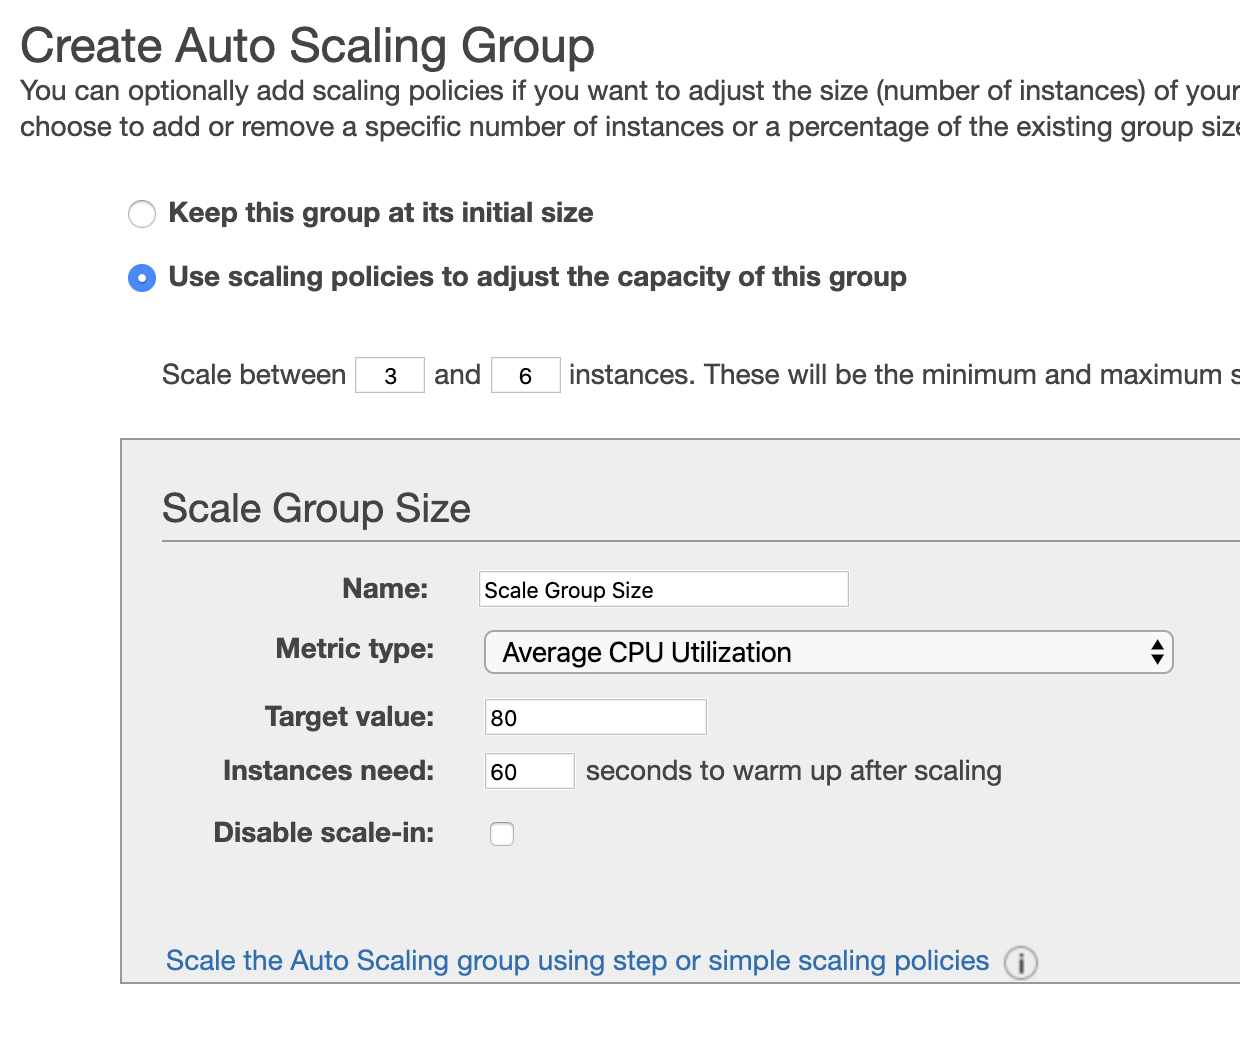 Create Auto Scaling Group
You can optionally add scaling policies if you want to adjust the size (number of instances) of your
choose to add or remove a specific number of instances or a percentage of the existing group size
Keep this group at its initial size
Use scaling policies to adjust the capacity of this group
Scale between 3 and 6 instances. These will be the minimum and maximum s
Scale Group Size
Name: Scale Group Size
Metric type: Average CPU Utilization
Target value: 80
Instances need: 60 seconds to warm up after scaling
Disable scale-in:
Scale the Auto Scaling group using step or simple scaling policies i